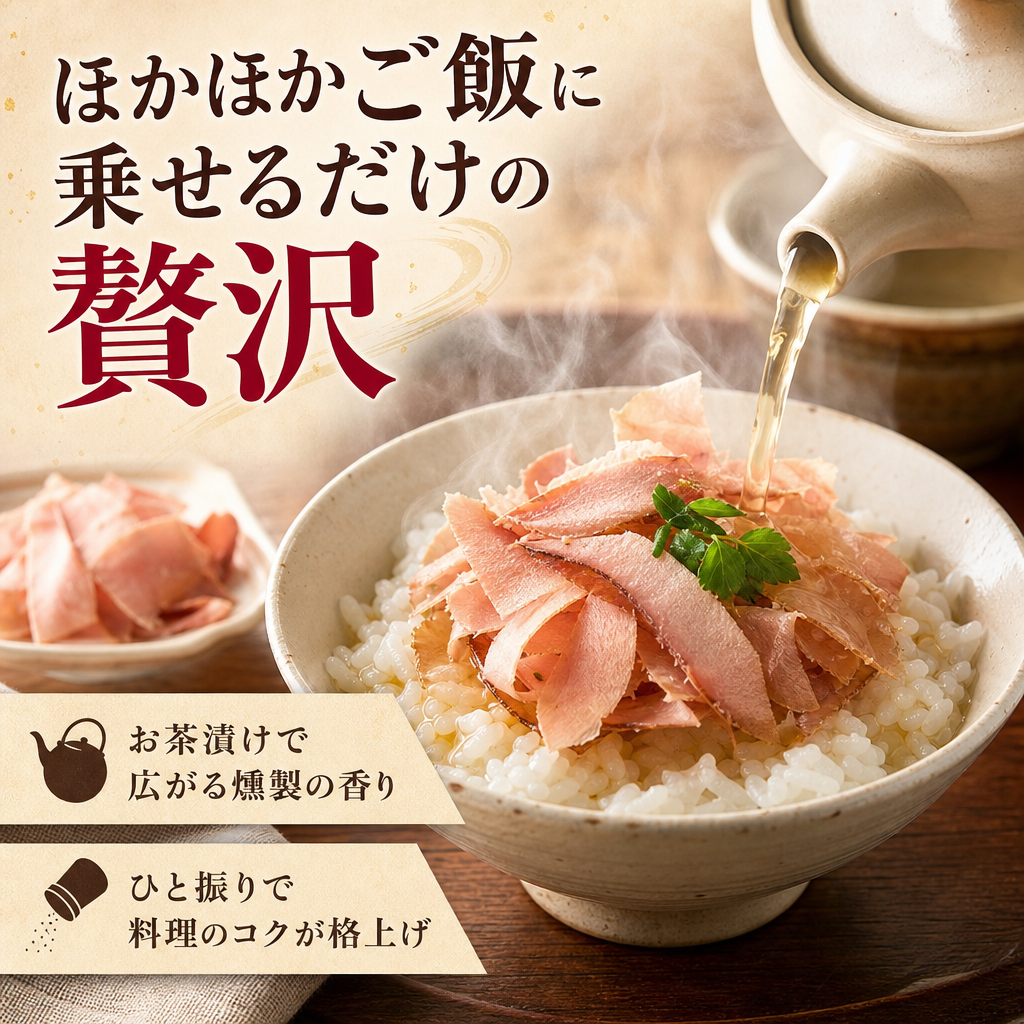 ほかほかご飯に
乗せるだけの
贅沢
お茶漬けで
広がる燻製の香り
ひと振りで
料理のコクが格上げ